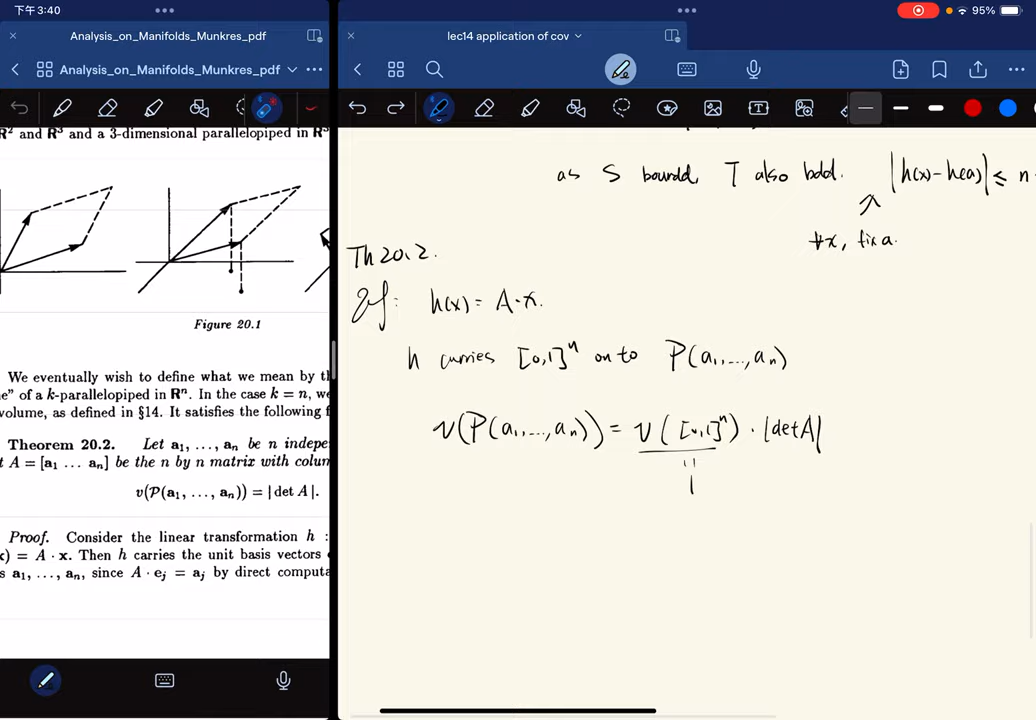 下午3:40
95%
Analysis_on_Manifolds_Munkres_pdf
Analysis_on_Manifolds_Munkres_pdf
R² and R³ and a 3-dimensional parallelopiped in R³
Figure 20.1
We eventually wish to define what we mean by th
e" of a k-parallelopiped in Rⁿ. In the case k = n, we
volume, as defined in §14. It satisfies the following f
Theorem 20.2. Let a₁, ..., aₙ be n indepe
t A = [a₁ ... aₙ] be the n by n matrix with colum
v(P(a₁, ..., aₙ)) = |det A|.
Proof. Consider the linear transformation h :
x) = A · x. Then h carries the unit basis vectors
s a₁, ..., aₙ, since A · eⱼ = aⱼ by direct computa
lec14 application of cov
as S boundd, T also bdd. |h(x)-h(a)| ≤ n
∀x, fix a.
Th 20.2.
pf: h(x) = A·x.
h carries [0,1]ⁿ on to P(a₁,...,aₙ)
v(P(a₁,...,aₙ)) = v([0,1]ⁿ) · |detA|
=
1